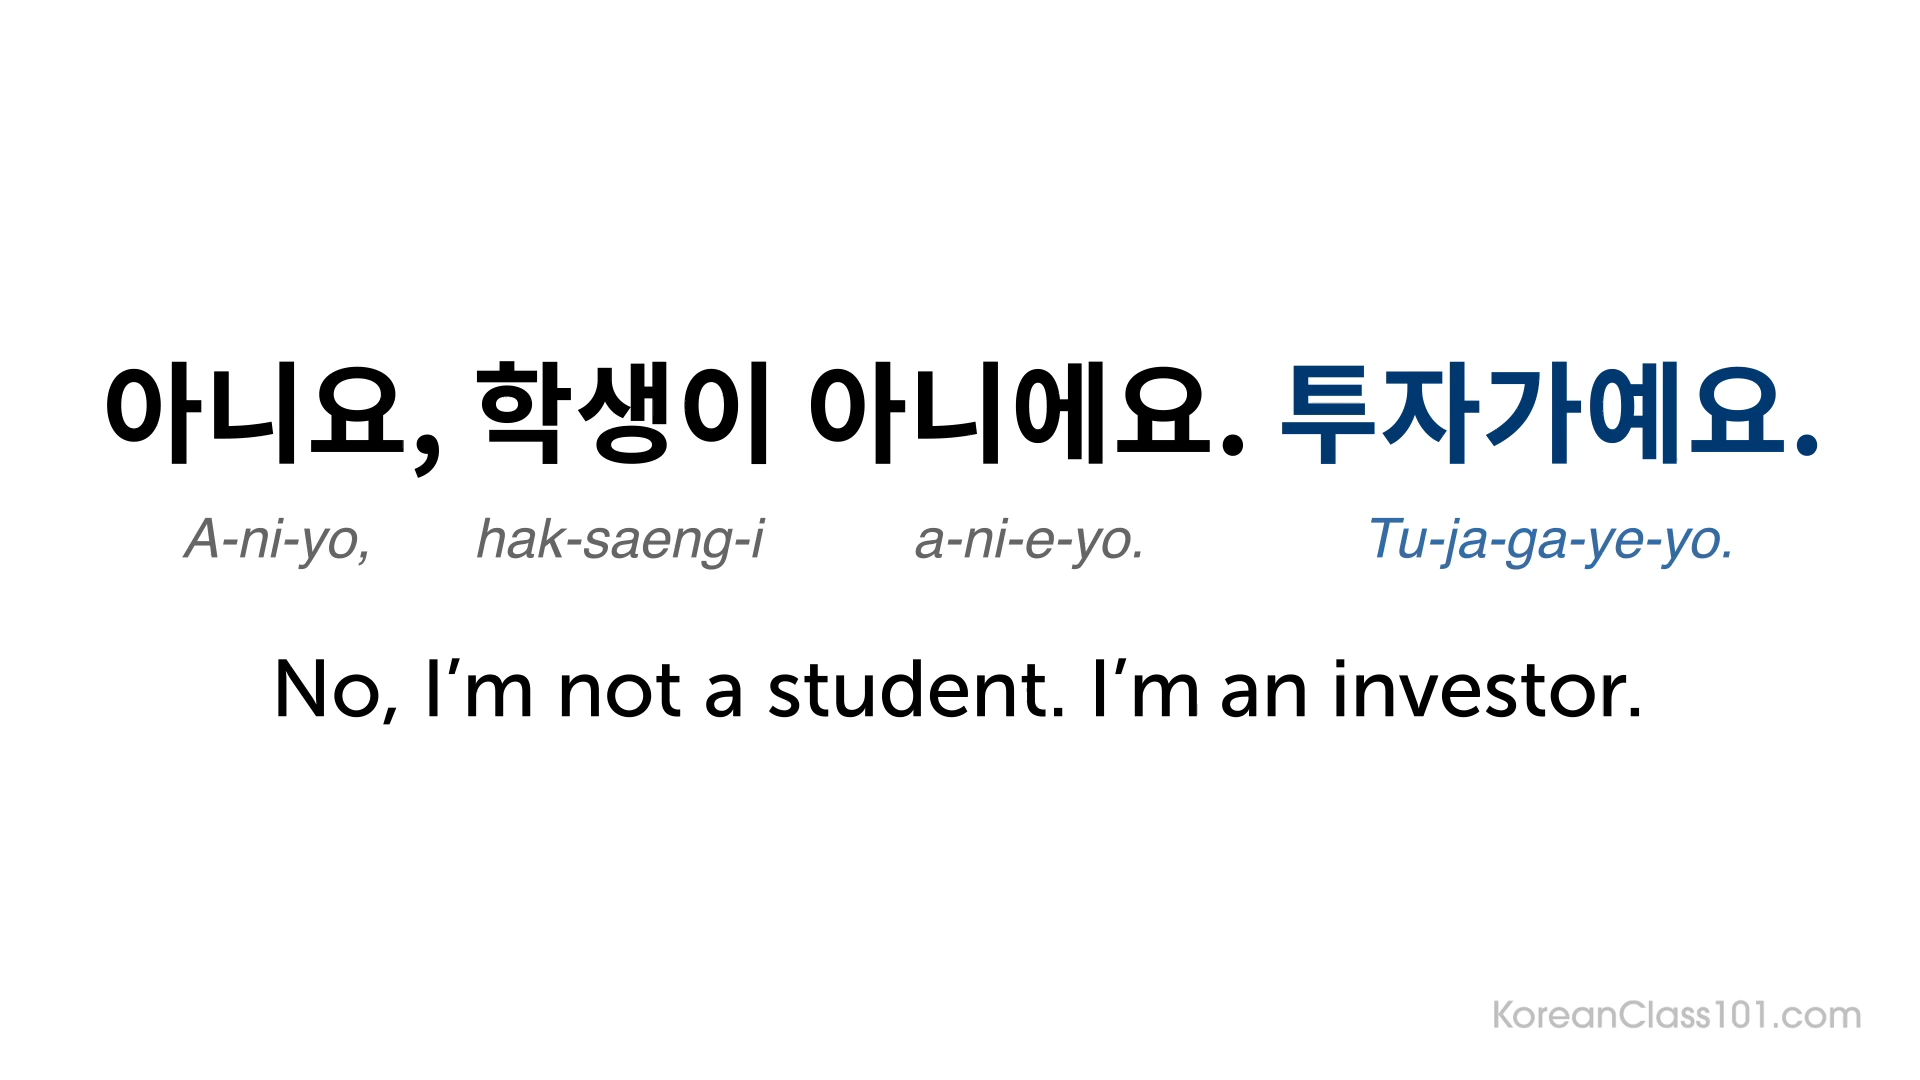 아니요, 학생이 아니에요. 투자가예요.
A-ni-yo, hak-saeng-i a-ni-e-yo. Tu-ja-ga-ye-yo.
No, I’m not a student. I’m an investor.
KoreanClass101.com